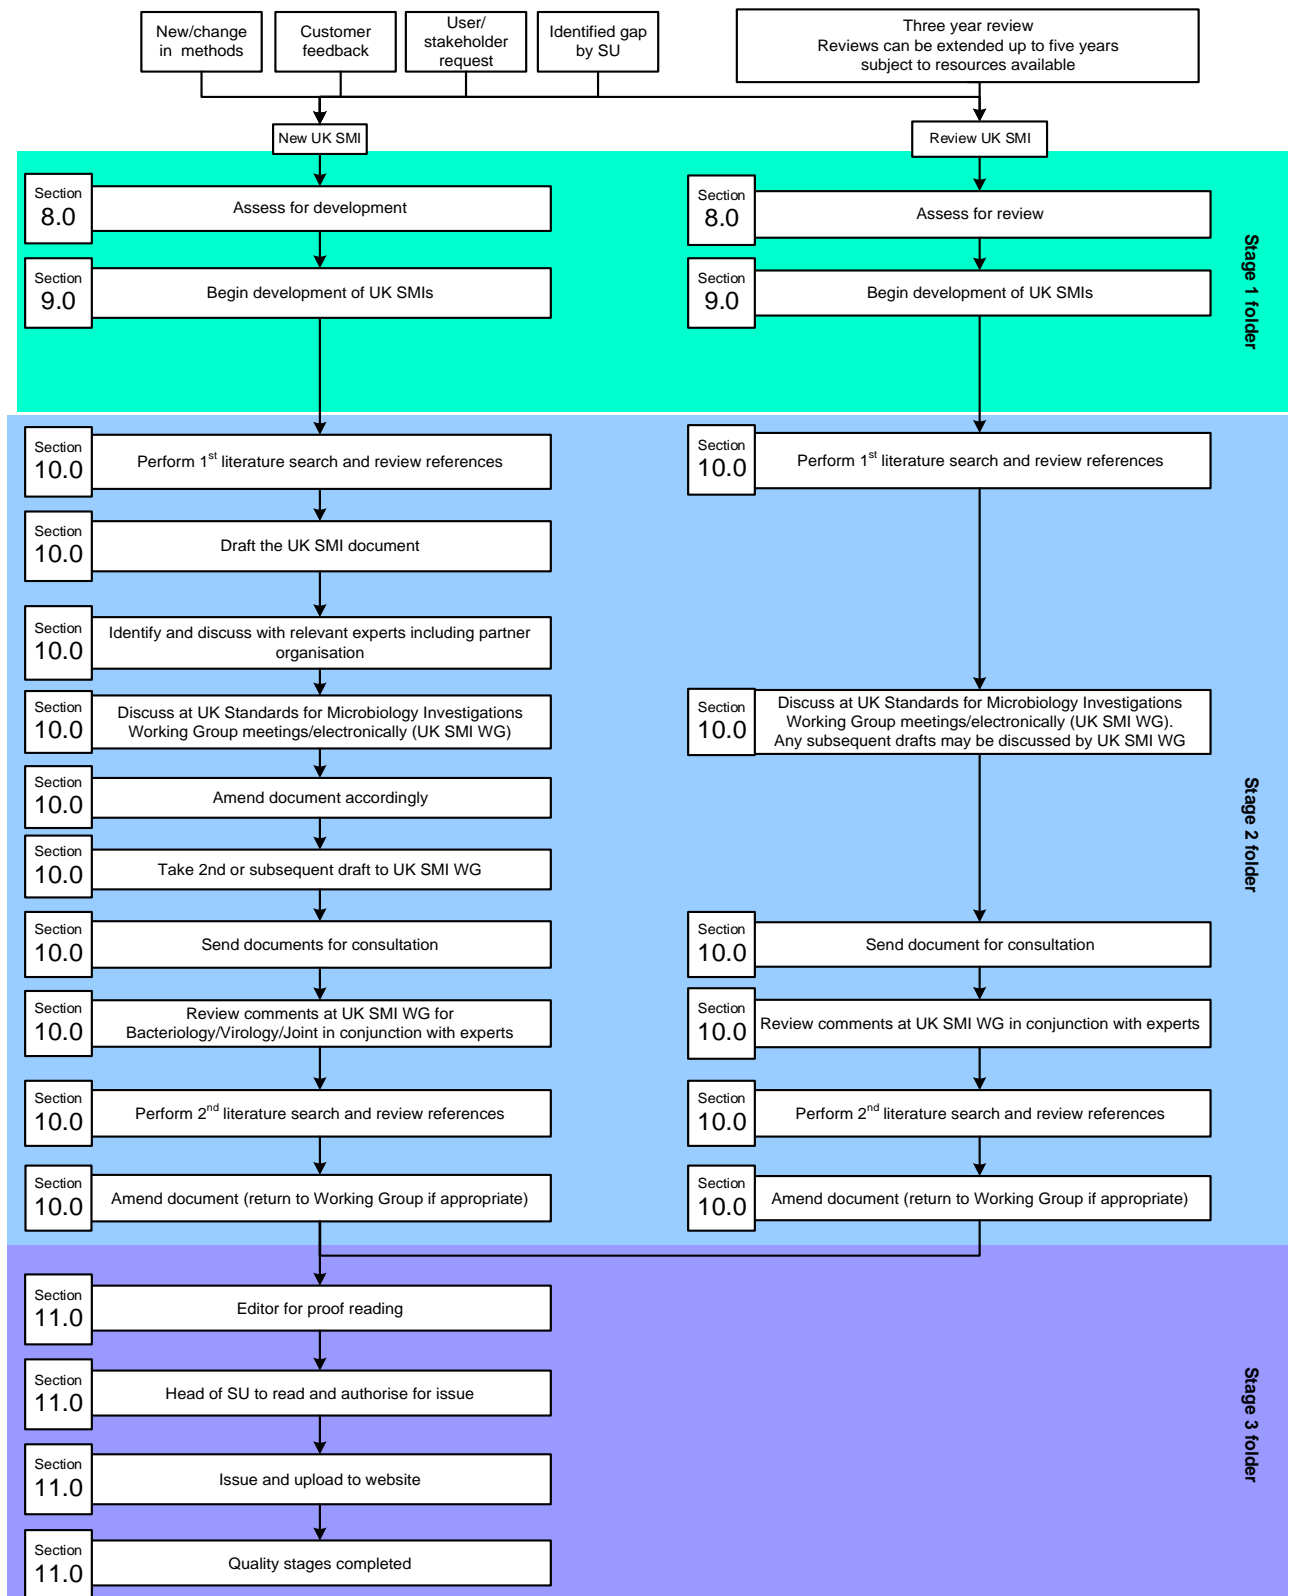 New/change
in methods
Customer
feedback
User/
stakeholder
request
Identified gap
by SU
Three year review
Reviews can be extended up to five years
subject to resources available
New UK SMI
Review UK SMI
Section
8.0
Assess for development
Section
8.0
Assess for review
Section
9.0
Begin development of UK SMIs
Section
9.0
Begin development of UK SMIs
Stage 1 folder
Section
10.0
Perform 1st literature search and review references
Section
10.0
Perform 1st literature search and review references
Section
10.0
Draft the UK SMI document
Section
10.0
Identify and discuss with relevant experts including partner
organisation
Section
10.0
Discuss at UK Standards for Microbiology Investigations
Working Group meetings/electronically (UK SMI WG)
Section
10.0
Discuss at UK Standards for Microbiology Investigations
Working Group meetings/electronically (UK SMI WG).
Any subsequent drafts may be discussed by UK SMI WG
Section
10.0
Amend document accordingly
Section
10.0
Take 2nd or subsequent draft to UK SMI WG
Stage 2 folder
Section
10.0
Send documents for consultation
Section
10.0
Send document for consultation
Section
10.0
Review comments at UK SMI WG for
Bacteriology/Virology/Joint in conjunction with experts
Section
10.0
Review comments at UK SMI WG in conjunction with experts
Section
10.0
Perform 2nd literature search and review references
Section
10.0
Perform 2nd literature search and review references
Section
10.0
Amend document (return to Working Group if appropriate)
Section
10.0
Amend document (return to Working Group if appropriate)
Section
11.0
Editor for proof reading
Section
11.0
Head of SU to read and authorise for issue
Stage 3 folder
Section
11.0
Issue and upload to website
Section
11.0
Quality stages completed